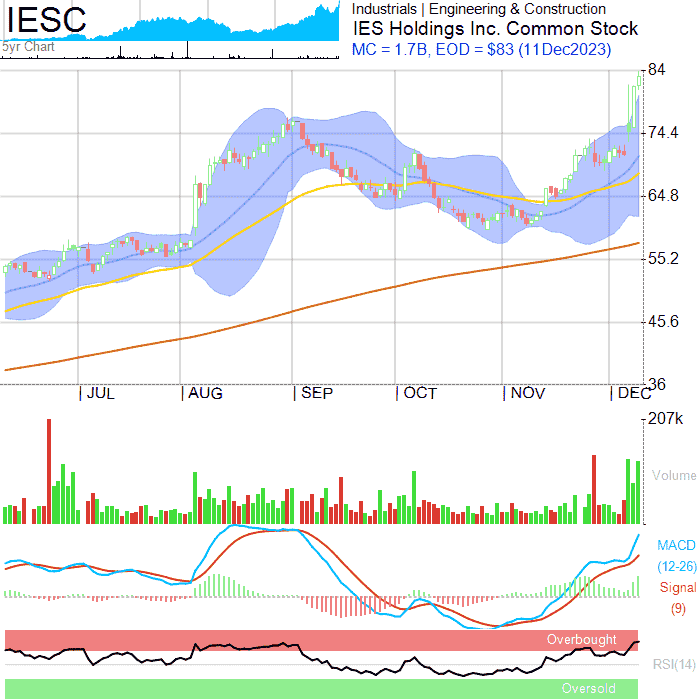 IESC
5yr Chart
Industrials | Engineering & Construction
IES Holdings Inc. Common Stock
MC = 1.7B, EOD = $83 (11Dec2023)
84
74.4
64.8
55.2
45.6
36
JUL
AUG
SEP
OCT
NOV
DEC
207k
Volume
MACD
(12-26)
Signal
(9)
Overbought
RSI(14)
Oversold